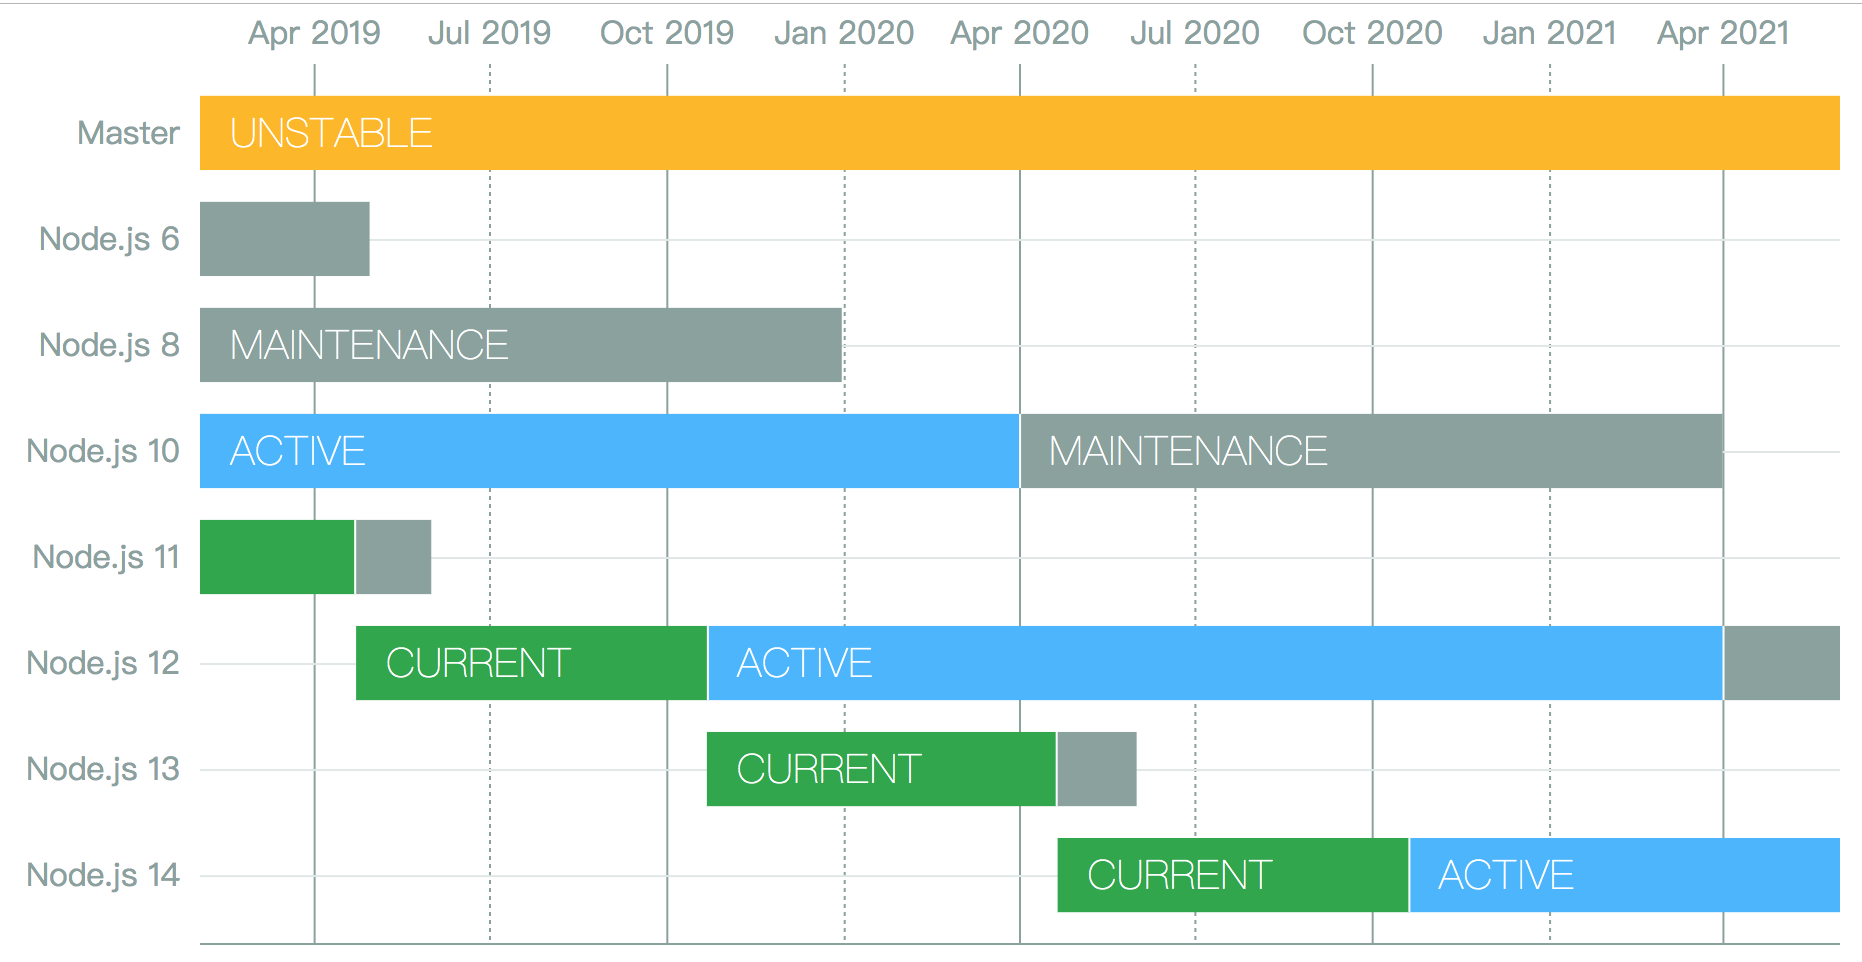 Apr 2019 Jul 2019 Oct 2019 Jan 2020 Apr 2020 Jul 2020 Oct 2020 Jan 2021 Apr 2021
Master UNSTABLE
Node.js 6
Node.js 8 MAINTENANCE
Node.js 10 ACTIVE MAINTENANCE
Node.js 11
Node.js 12 CURRENT ACTIVE
Node.js 13 CURRENT
Node.js 14 CURRENT ACTIVE